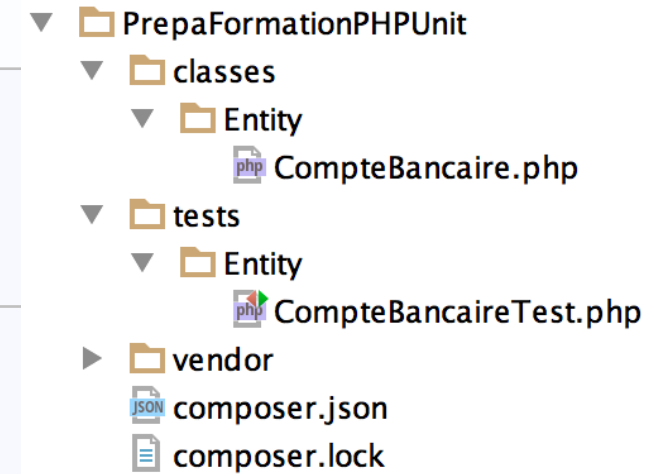 PrepaFormationPHPUnit
classes
Entity
php CompteBancaire.php
tests
Entity
php CompteBancaireTest.php
vendor
JSON composer.json
composer.lock